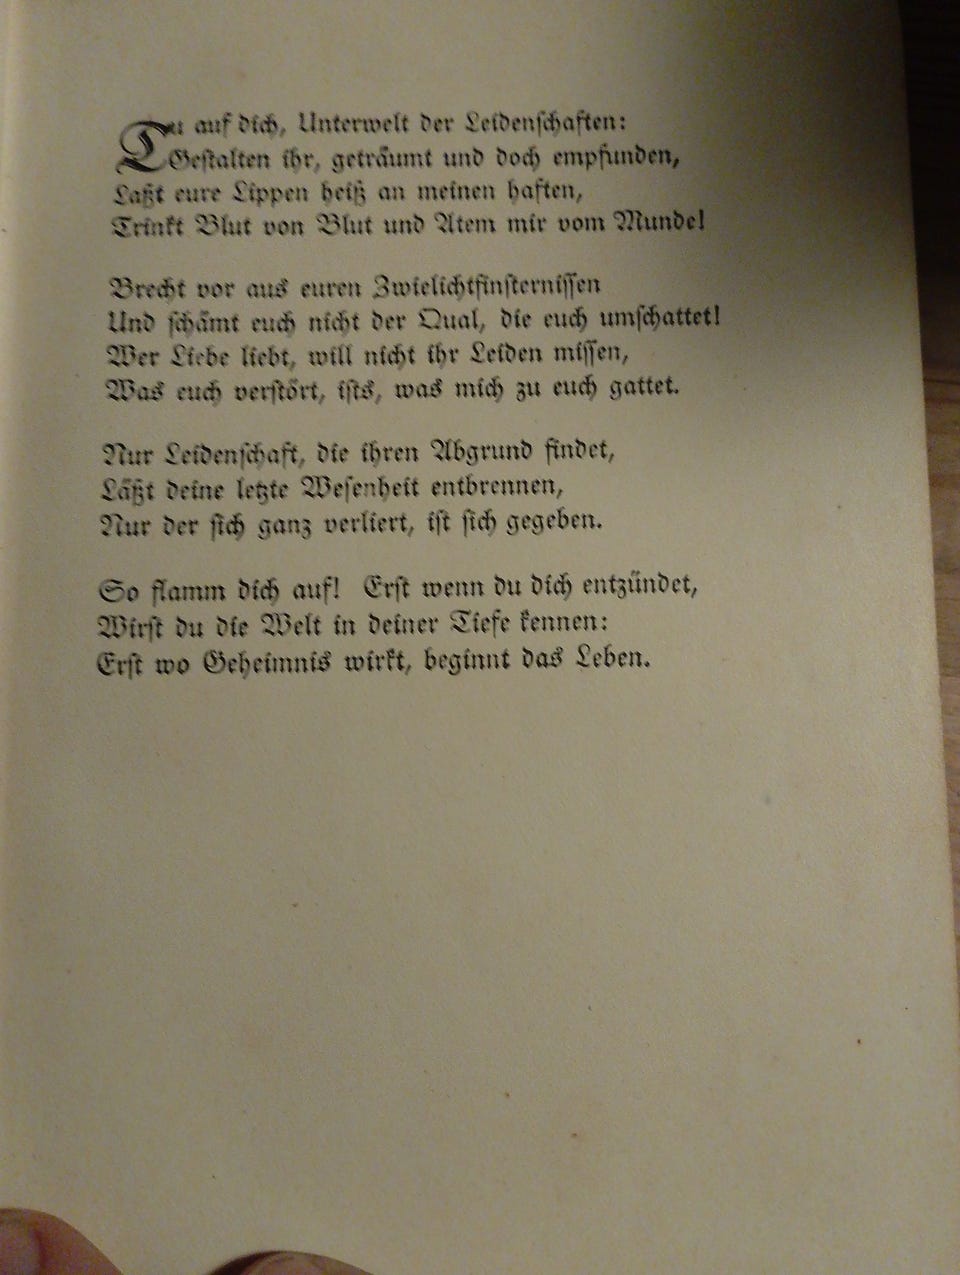 Tu auf dich, Unterwelt der Leidenschaften:
Gestalten ihr, geträumt und doch empfunden,
Laßt eure Lippen heiß an meinen haften,
Trinkt Blut von Blut und Atem mir vom Munde!
Brecht vor aus euren Zwielichtfinsternissen
Und schämt euch nicht der Qual, die euch umschattet!
Wer Liebe liebt, will nicht ihr Leiden missen,
Was euch verstört, ists, was mich zu euch gattet.
Nur Leidenschaft, die ihren Abgrund findet,
Läßt deine letzte Wesenheit entbrennen,
Nur der sich ganz verliert, ist sich gegeben.
So flamm dich auf! Erst wenn du dich entzündet,
Wirst du die Welt in deiner Tiefe kennen:
Erst wo Geheimnis wirkt, beginnt das Leben.